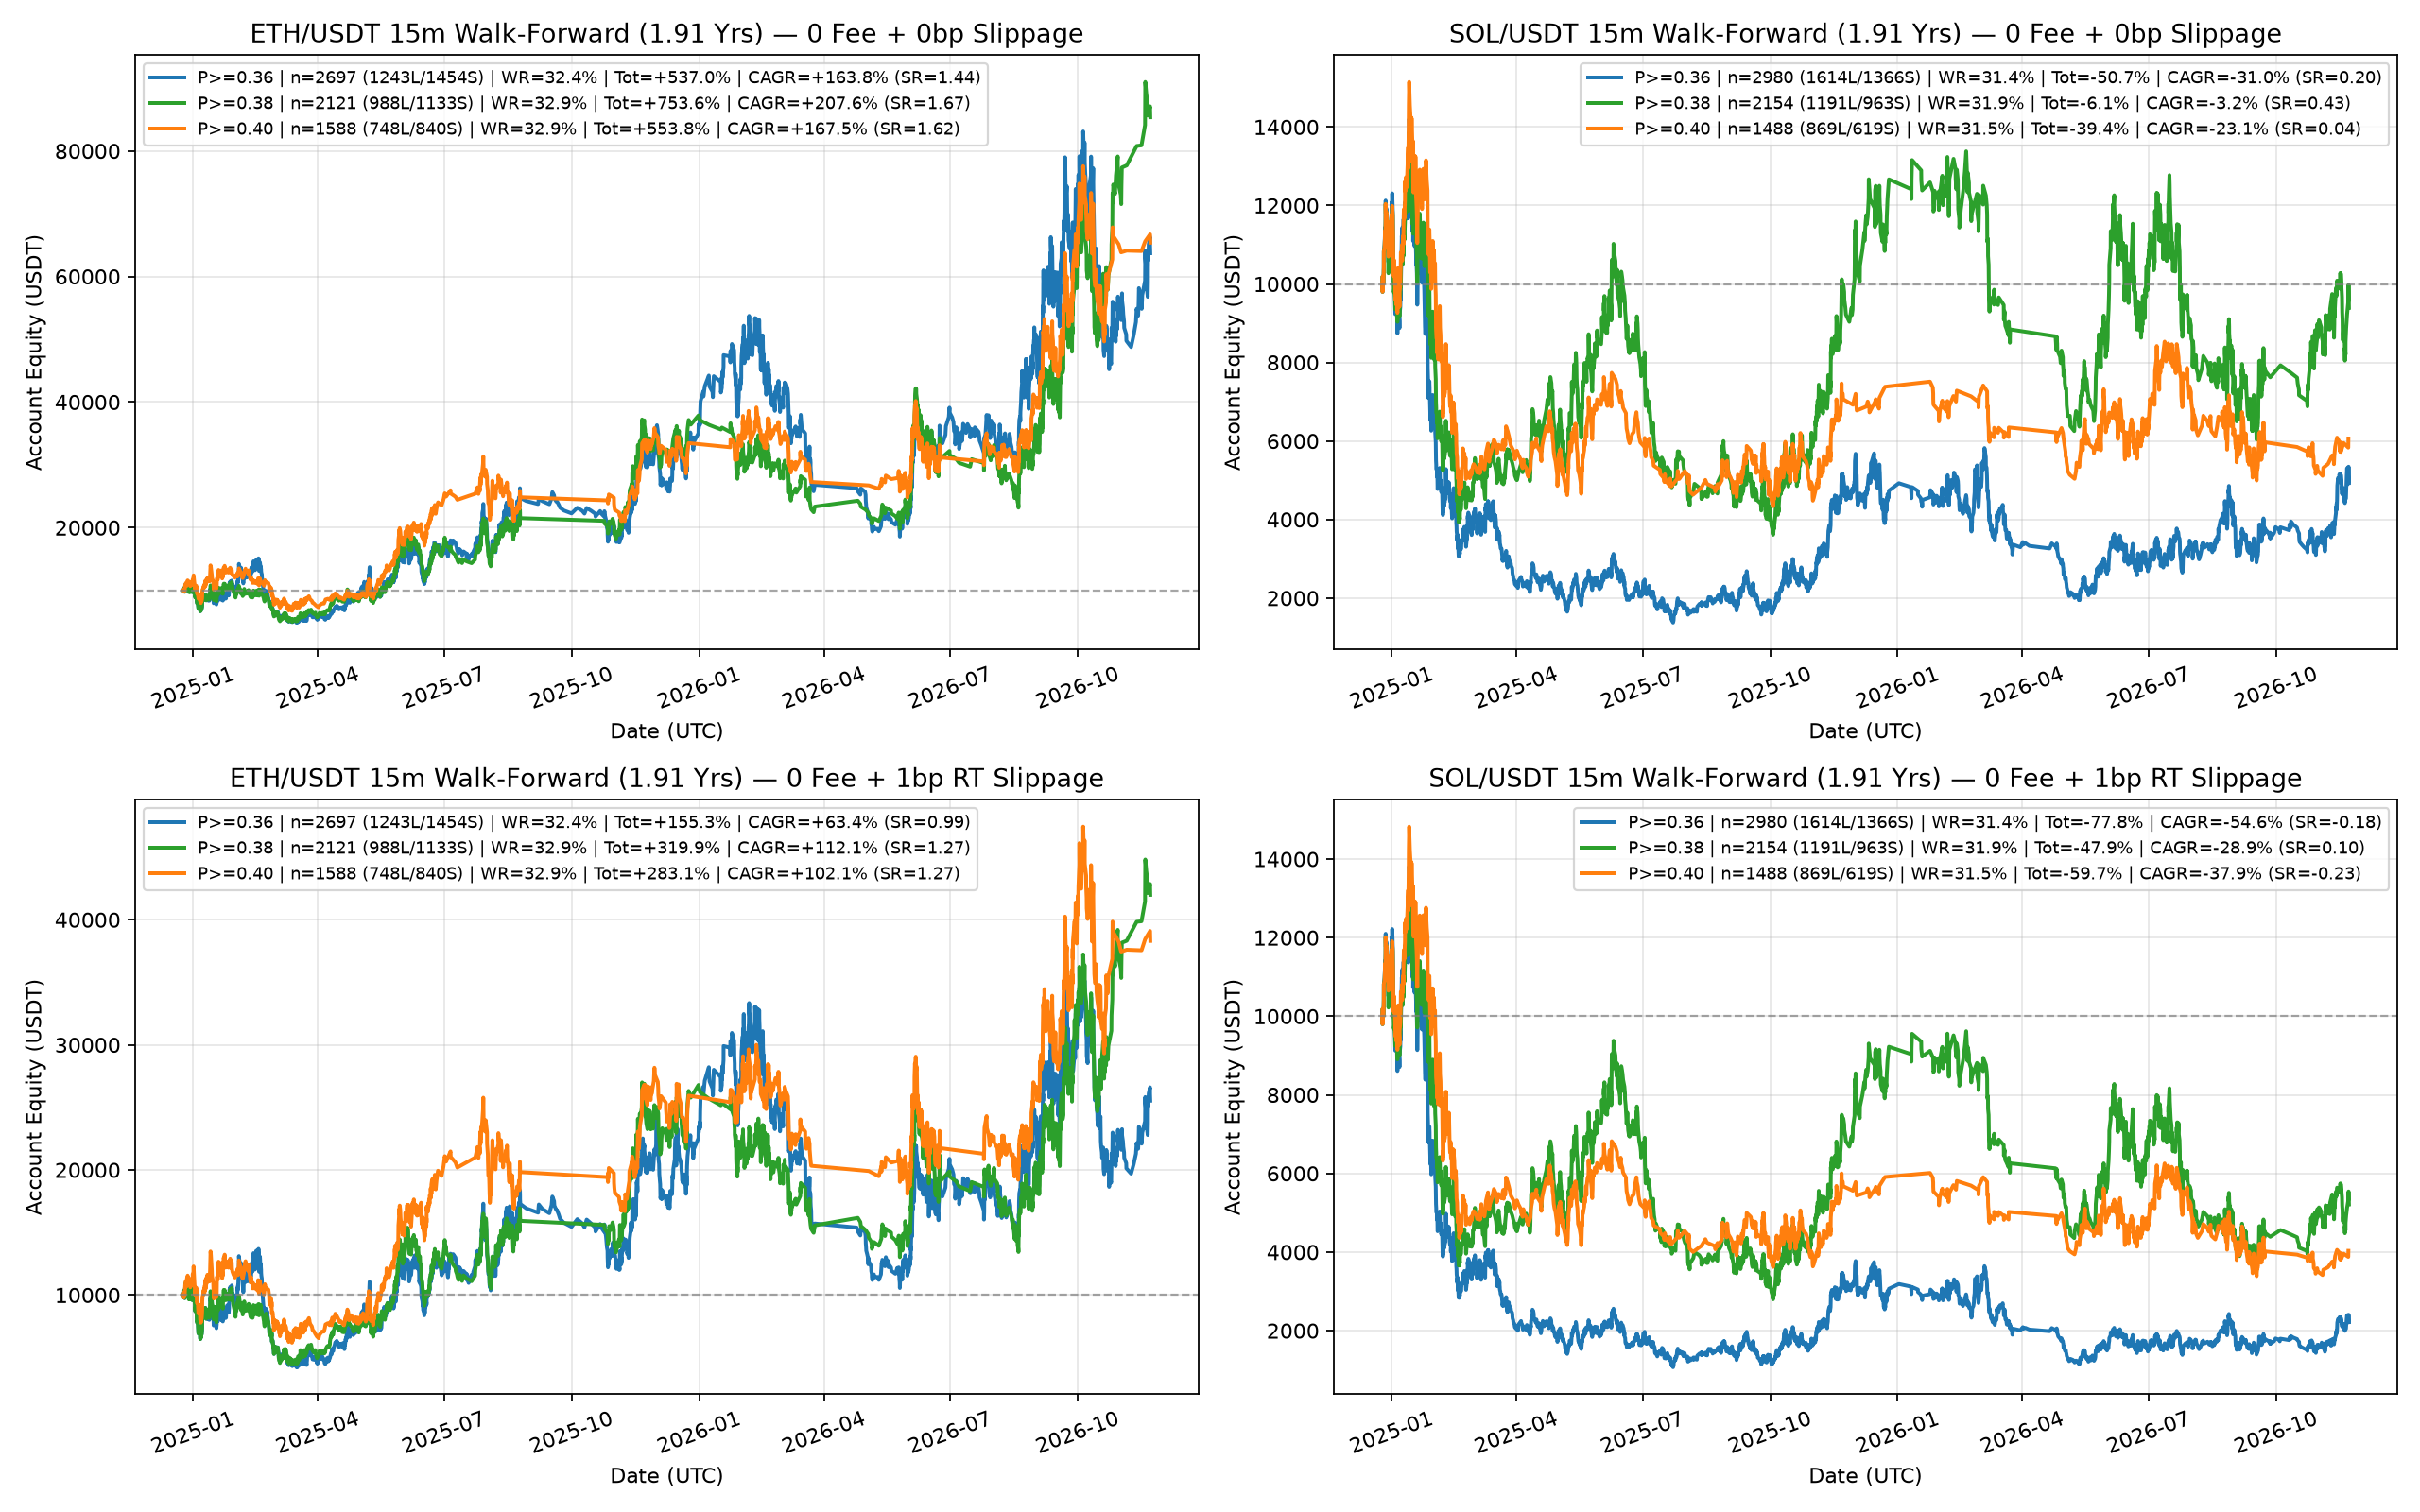 ETH/USDT 15m Walk-Forward (1.91 Yrs) — 0 Fee + 0bp Slippage
P>=0.36 | n=2697 (1243L/1454S) | WR=32.4% | Tot=+537.0% | CAGR=+163.8% (SR=1.44)
P>=0.38 | n=2121 (988L/1133S) | WR=32.9% | Tot=+753.6% | CAGR=+207.6% (SR=1.67)
P>=0.40 | n=1588 (748L/840S) | WR=32.9% | Tot=+553.8% | CAGR=+167.5% (SR=1.62)
Account Equity (USDT)
80000
60000
40000
20000
2025-01
2025-04
2025-07
2025-10
2026-01
2026-04
2026-07
2026-10
Date (UTC)
SOL/USDT 15m Walk-Forward (1.91 Yrs) — 0 Fee + 0bp Slippage
P>=0.36 | n=2980 (1614L/1366S) | WR=31.4% | Tot=-50.7% | CAGR=-31.0% (SR=0.20)
P>=0.38 | n=2154 (1191L/963S) | WR=31.9% | Tot=-6.1% | CAGR=-3.2% (SR=0.43)
P>=0.40 | n=1488 (869L/619S) | WR=31.5% | Tot=-39.4% | CAGR=-23.1% (SR=0.04)
Account Equity (USDT)
14000
12000
10000
8000
6000
4000
2000
2025-01
2025-04
2025-07
2025-10
2026-01
2026-04
2026-07
2026-10
Date (UTC)
ETH/USDT 15m Walk-Forward (1.91 Yrs) — 0 Fee + 1bp RT Slippage
P>=0.36 | n=2697 (1243L/1454S) | WR=32.4% | Tot=+155.3% | CAGR=+63.4% (SR=0.99)
P>=0.38 | n=2121 (988L/1133S) | WR=32.9% | Tot=+319.9% | CAGR=+112.1% (SR=1.27)
P>=0.40 | n=1588 (748L/840S) | WR=32.9% | Tot=+283.1% | CAGR=+102.1% (SR=1.27)
Account Equity (USDT)
40000
30000
20000
10000
2025-01
2025-04
2025-07
2025-10
2026-01
2026-04
2026-07
2026-10
Date (UTC)
SOL/USDT 15m Walk-Forward (1.91 Yrs) — 0 Fee + 1bp RT Slippage
P>=0.36 | n=2980 (1614L/1366S) | WR=31.4% | Tot=-77.8% | CAGR=-54.6% (SR=-0.18)
P>=0.38 | n=2154 (1191L/963S) | WR=31.9% | Tot=-47.9% | CAGR=-28.9% (SR=0.10)
P>=0.40 | n=1488 (869L/619S) | WR=31.5% | Tot=-59.7% | CAGR=-37.9% (SR=-0.23)
Account Equity (USDT)
14000
12000
10000
8000
6000
4000
2000
2025-01
2025-04
2025-07
2025-10
2026-01
2026-04
2026-07
2026-10
Date (UTC)